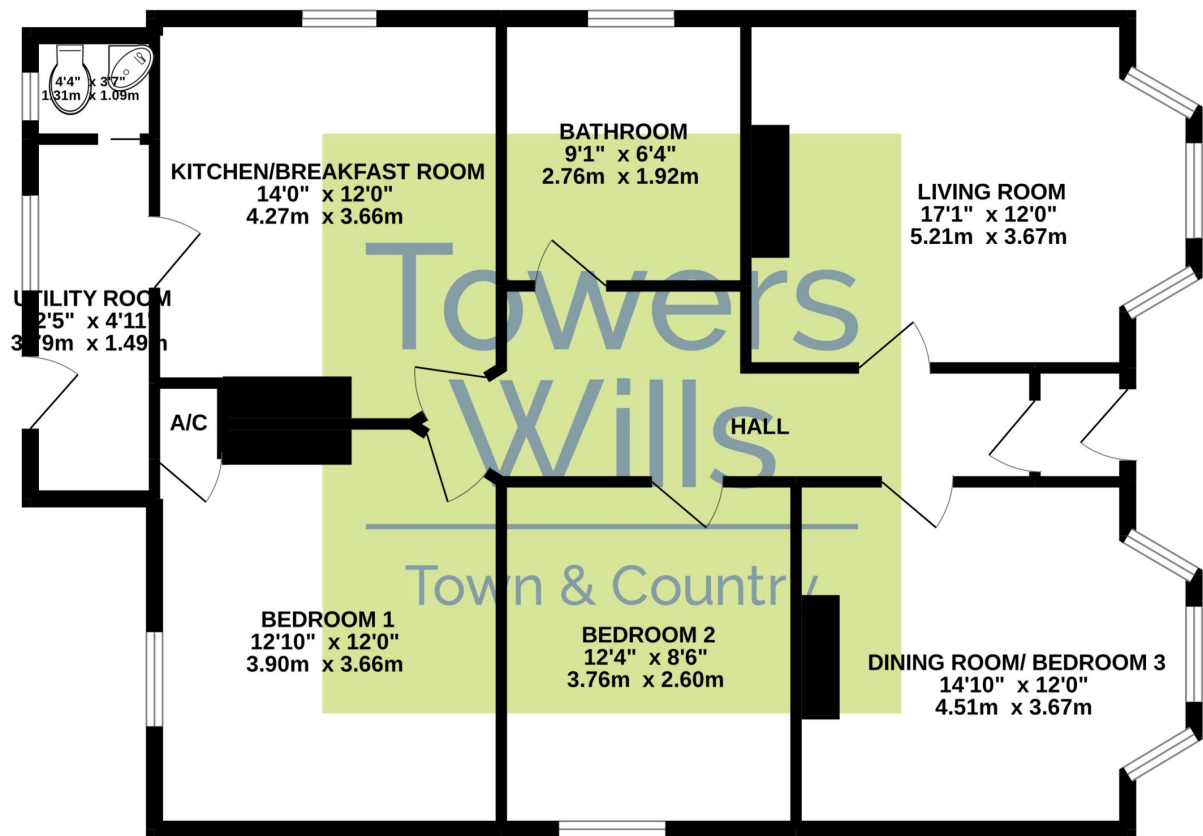 4'4" x 3'7"
1.31m x 1.09m
KITCHEN/BREAKFAST ROOM
14'0" x 12'0"
4.27m x 3.66m
BATHROOM
9'1" x 6'4"
2.76m x 1.92m
LIVING ROOM
17'1" x 12'0"
5.21m x 3.67m
UTILITY ROOM
x 4'11"
x 1.49m
Towers
Wills
A/C
HALL
Town & Country
BEDROOM 1
12'10" x 12'0"
3.90m x 3.66m
BEDROOM 2
12'4" x 8'6"
3.76m x 2.60m
DINING ROOM/ BEDROOM 3
14'10" x 12'0"
4.51m x 3.67m